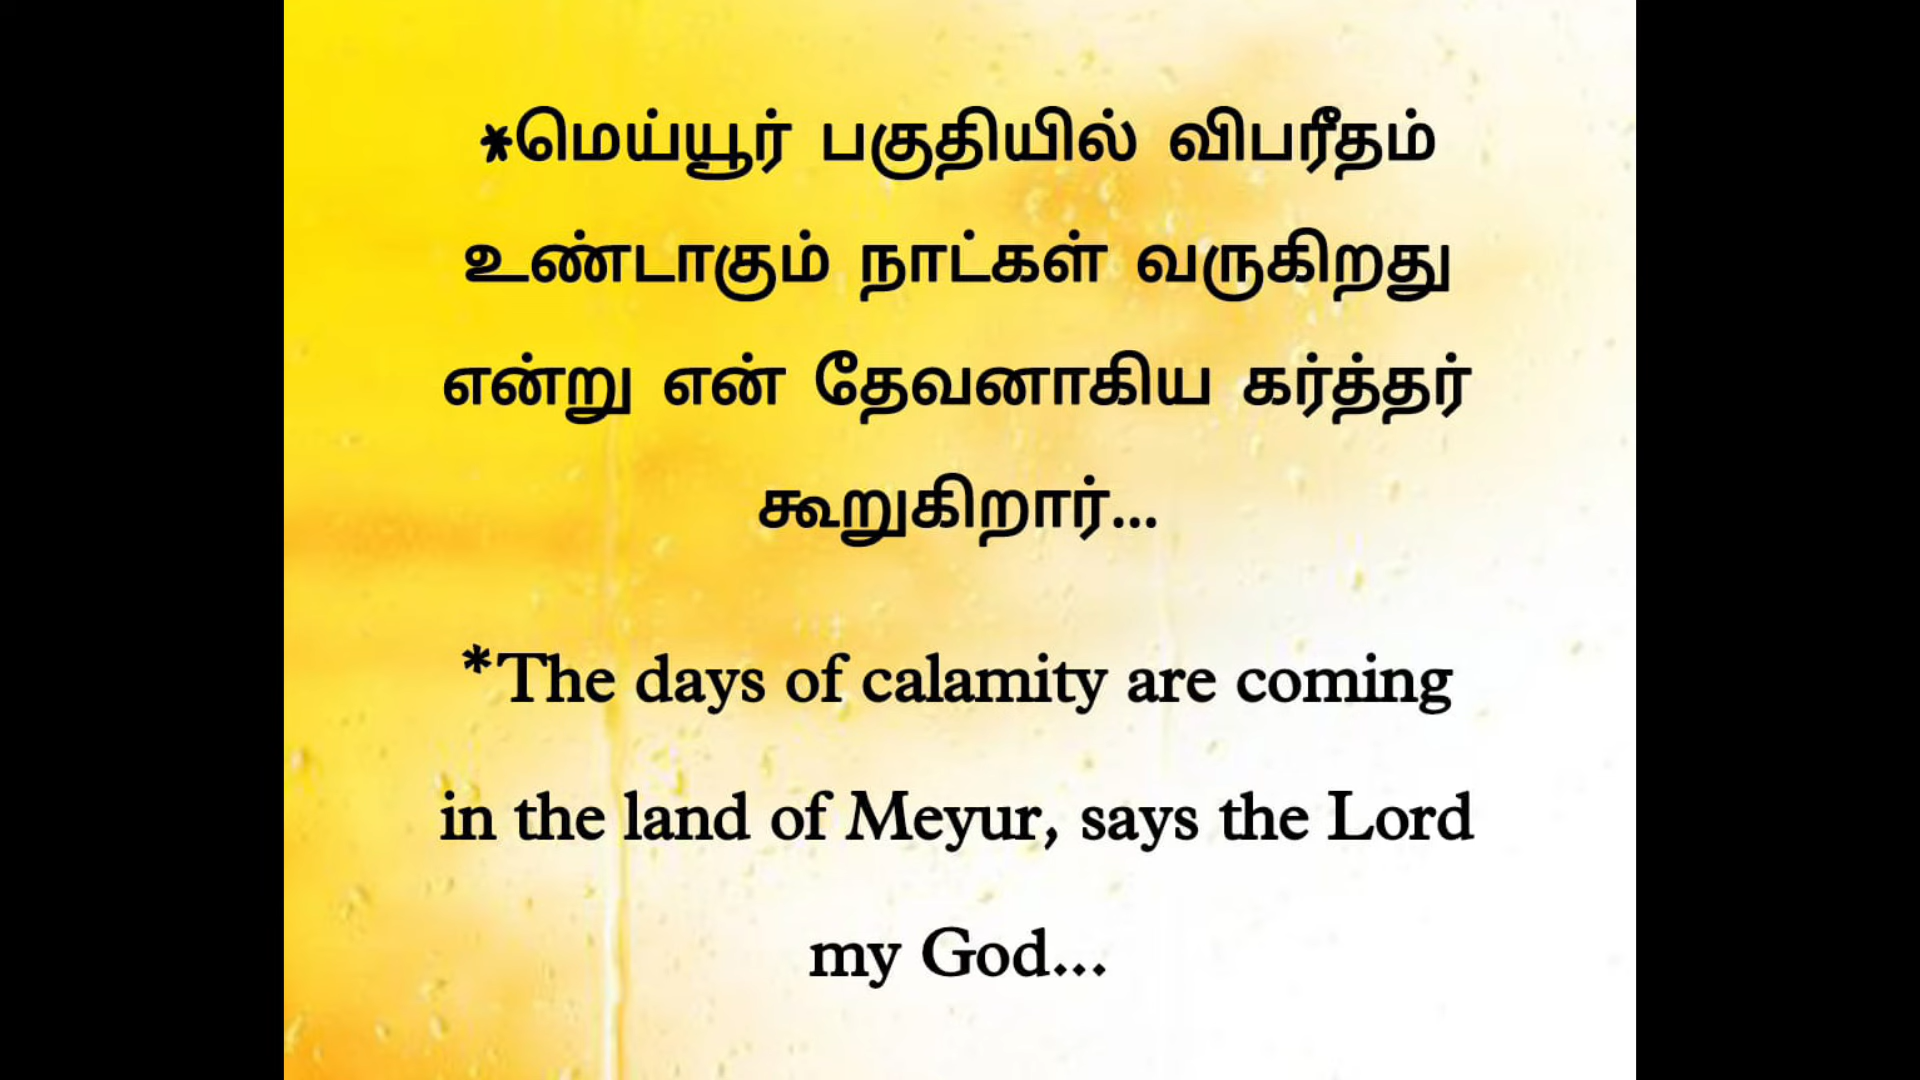 *மெய்யூர் பகுதியில் விபரீதம்
உண்டாகும் நாட்கள் வருகிறது
என்று என் தேவனாகிய கர்த்தர்
கூறுகிறார்...
*The days of calamity are coming
in the land of Meyur, says the Lord
my God...